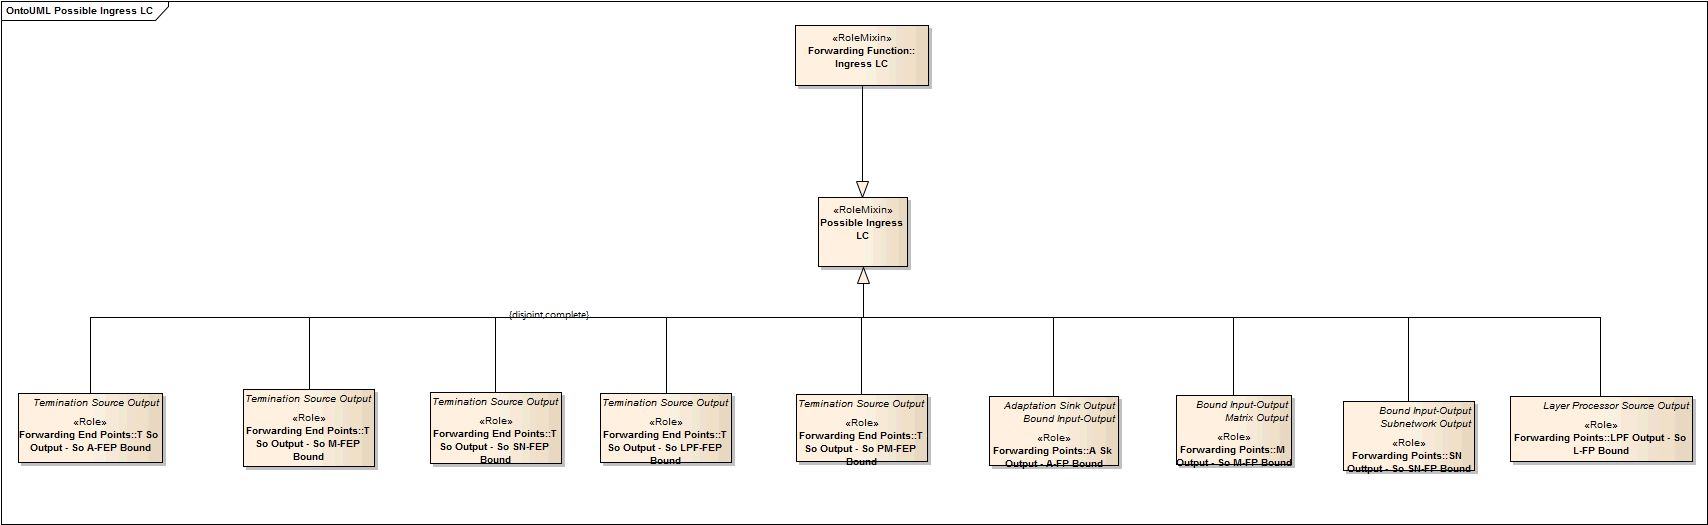 OntoUML Possible Ingress LC
«RoleMixin»
Forwarding Function::
Ingress LC
«RoleMixin»
Possible Ingress
LC
{disjoint,complete}
Termination Source Output
«Role»
Forwarding End Points::T So
Output - So A-FEP Bound
Termination Source Output
«Role»
Forwarding End Points::T
So Output - So M-FEP
Bound
Termination Source Output
«Role»
Forwarding End Points::T
So Output - So SN-FEP
Bound
Termination Source Output
«Role»
Forwarding End Points::T
So Output - So LPF-FEP
Bound
Termination Source Output
«Role»
Forwarding End Points::T
So Output - So PM-FEP
Bound
Adaptation Sink Output
Bound Input-Output
«Role»
Forwarding Points::A Sk
Output - A-FP Bound
Bound Input-Output
Matrix Output
«Role»
Forwarding Points::M
Output - So M-FP Bound
Bound Input-Output
Subnetwork Output
«Role»
Forwarding Points::SN
Outtput - So SN-FP Bound
Layer Processor Source Output
«Role»
Forwarding Points::LPF Output - So
L-FP Bound